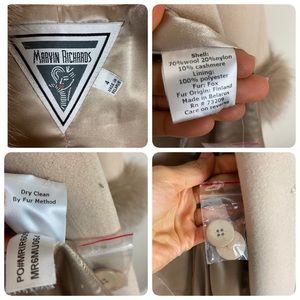 MARVIN RICHARDS
4
Shell:
70%wool 20%nylon
10% cashmere
Lining:
100% polyester
Fur: Fox
Fur Origin: Finland
Made in Belarus
Rn # 73209
Care on reverse
Dry Clean
By Fur Method